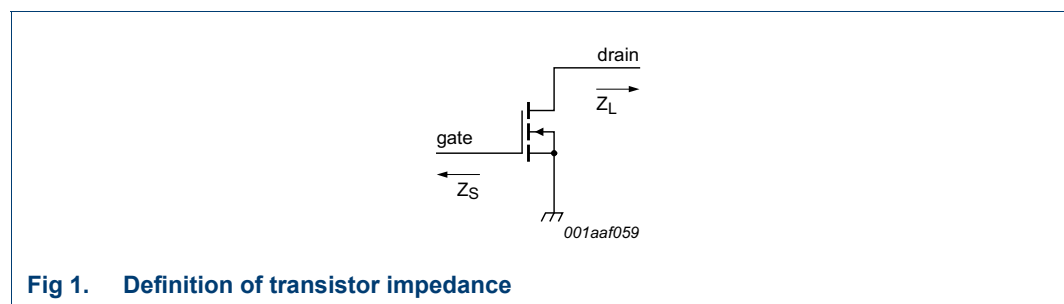 drain
Z_L
gate
Z_S
001aaf059
Fig 1. Definition of transistor impedance